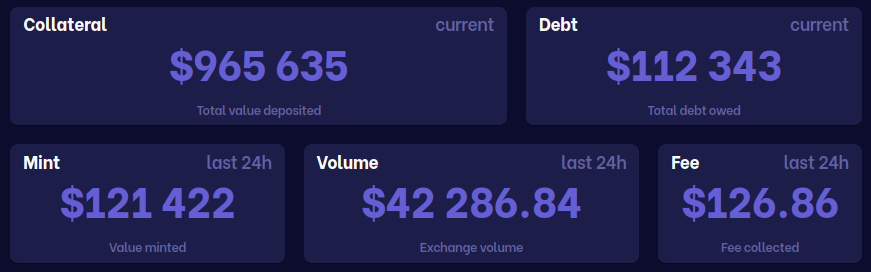 Collateral current
$965 635
Total value deposited
Debt current
$112 343
Total debt owed
Mint last 24h
$121 422
Value minted
Volume last 24h
$42 286.84
Exchange volume
Fee last 24h
$126.86
Fee collected